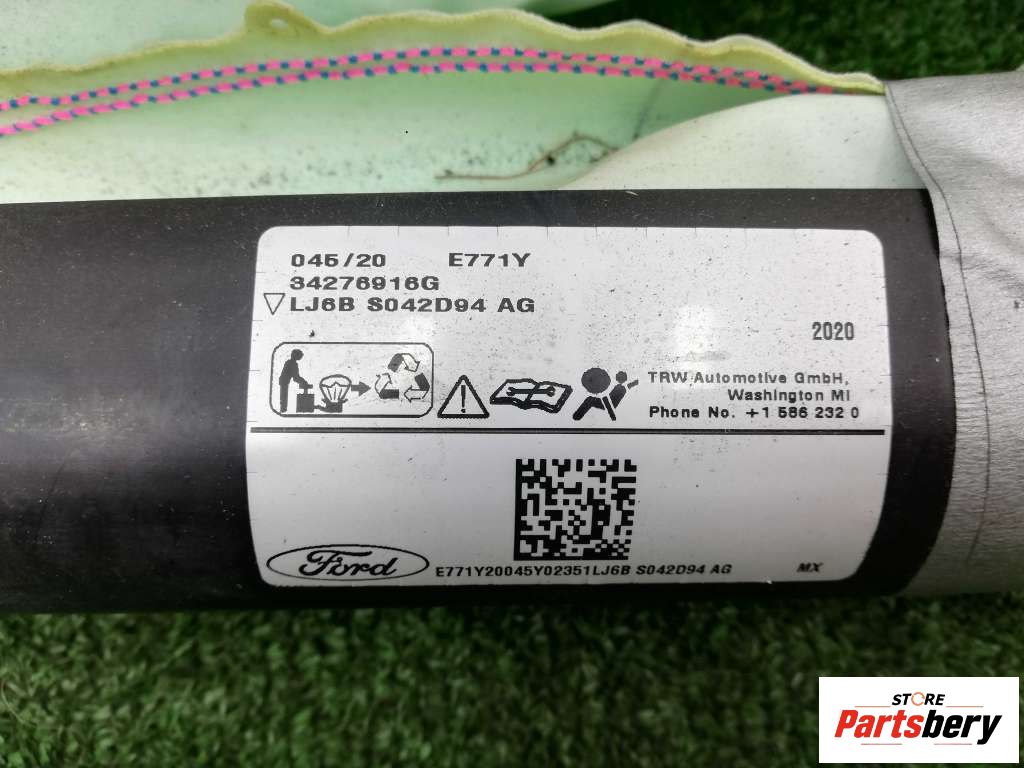 045/20 E771Y
34276916G
LJ6B S042D94 AG
2020
TRW Automotive GmbH,
Washington MI
Phone No. +1 586 232 0
Ford
E771Y20045Y02351LJ6B S042D94 AG
MX
STORE
Partsbery